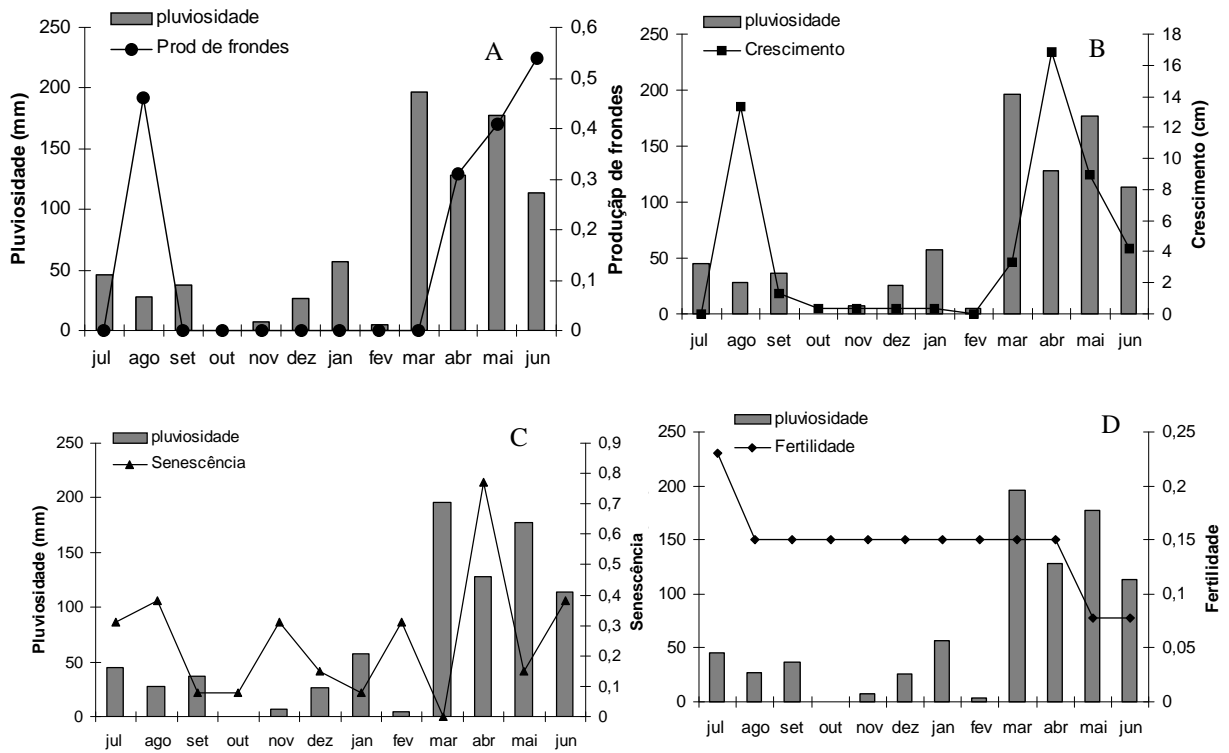 pluviosidade
Prod de frondes
A
Pluviosidade (mm)
250
200
150
100
50
0
0,6
0,5
0,4
0,3
0,2
0,1
0
Produçãp de frondes
jul ago set out nov dez jan fev mar abr mai jun
pluviosidade
Crescimento
B
250
200
150
100
50
0
18
16
14
12
10
8
6
4
2
0
Crescimento (cm)
jul ago set out nov dez jan fev mar abr mai jun
pluviosidade
Senescência
C
Pluviosidade (mm)
250
200
150
100
50
0
0,9
0,8
0,7
0,6
0,5
0,4
0,3
0,2
0,1
0
Senescência
jul ago set out nov dez jan fev mar abr mai jun
pluviosidade
Fertilidade
D
250
200
150
100
50
0
0,25
0,2
0,15
0,1
0,05
0
Fertilidade
jul ago set out nov dez jan fev mar abr mai jun